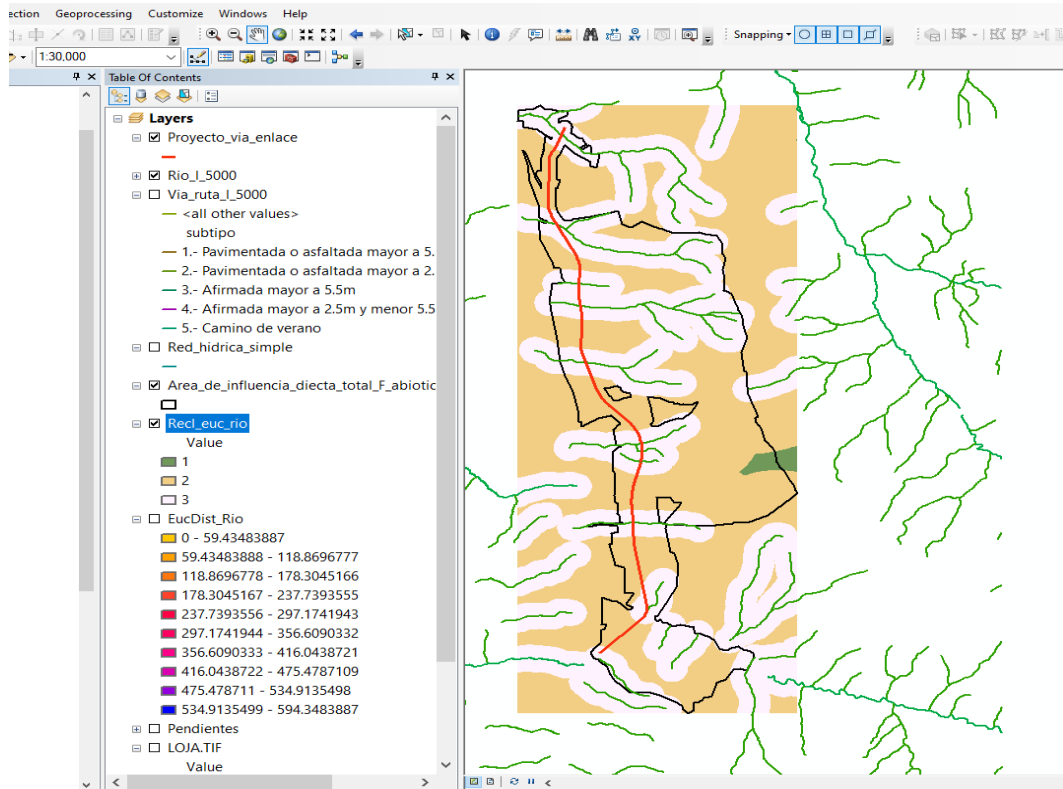 ection Geoprocessing Customize Windows Help
Snapping
1:30,000
Table Of Contents
Layers
Proyecto_via_enlace
Rio_l_5000
Via_ruta_l_5000
<all other values>
subtipo
1.- Pavimentada o asfaltada mayor a 5.
2.- Pavimentada o asfaltada mayor a 2.
3.- Afirmada mayor a 5.5m
4.- Afirmada mayor a 2.5m y menor 5.5
5.- Camino de verano
Red_hidrica_simple
Area_de_influencia_diecta_total_F_abiotic
Recl_euc_rio
Value
1
2
3
EucDist_Rio
0 - 59.43483887
59.43483888 - 118.8696777
118.8696778 - 178.3045166
178.3045167 - 237.7393555
237.7393556 - 297.1741943
297.1741944 - 356.6090332
356.6090333 - 416.0438721
416.0438722 - 475.4787109
475.478711 - 534.9135498
534.9135499 - 594.3483887
Pendientes
LOJA.TIF
Value